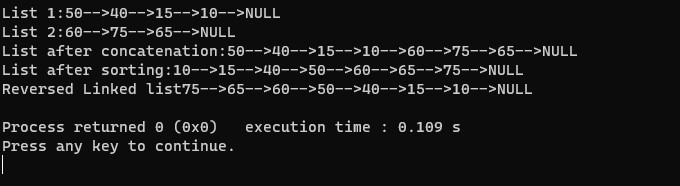 List 1:50-->40-->15-->10-->NULL
List 2:60-->75-->65-->NULL
List after concatenation:50-->40-->15-->10-->60-->75-->65-->NULL
List after sorting:10-->15-->40-->50-->60-->65-->75-->NULL
Reversed Linked list75-->65-->60-->50-->40-->15-->10-->NULL
Process returned 0 (0x0)   execution time : 0.109 s
Press any key to continue.